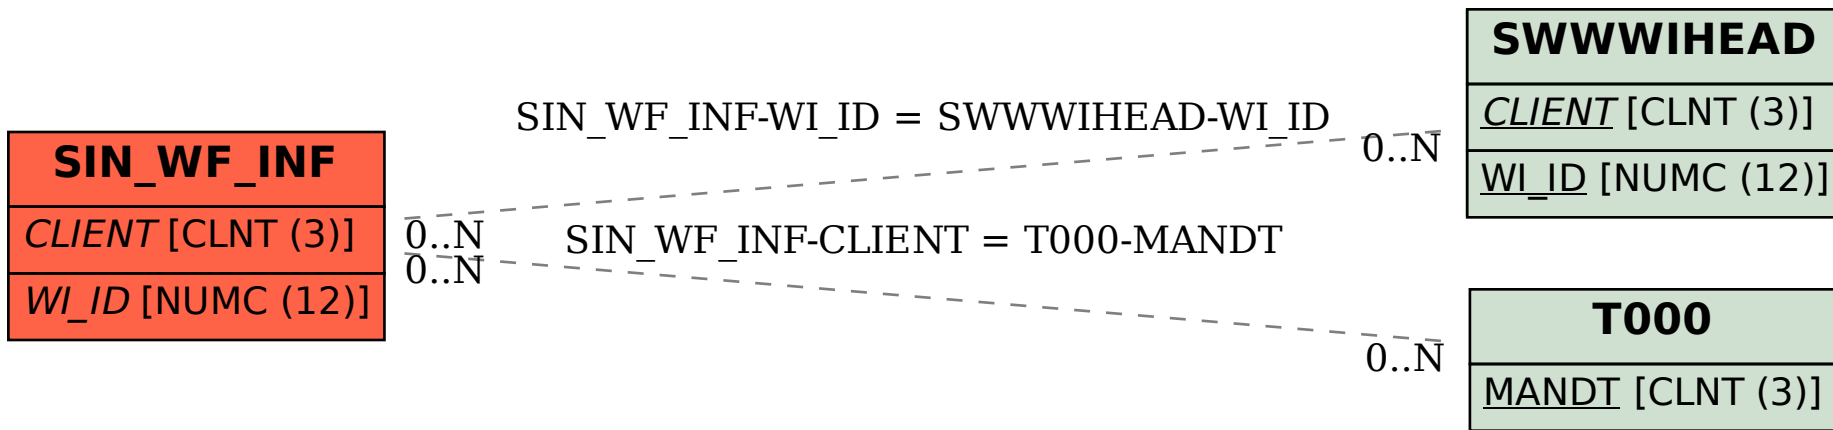 SWWWIHEAD
CLIENT [CLNT (3)]
WI_ID [NUMC (12)]
SIN_WF_INF-WI_ID = SWWWIHEAD-WI_ID
0..N
SIN_WF_INF
CLIENT [CLNT (3)]
WI_ID [NUMC (12)]
0..N
0..N
SIN_WF_INF-CLIENT = T000-MANDT
0..N
T000
MANDT [CLNT (3)]